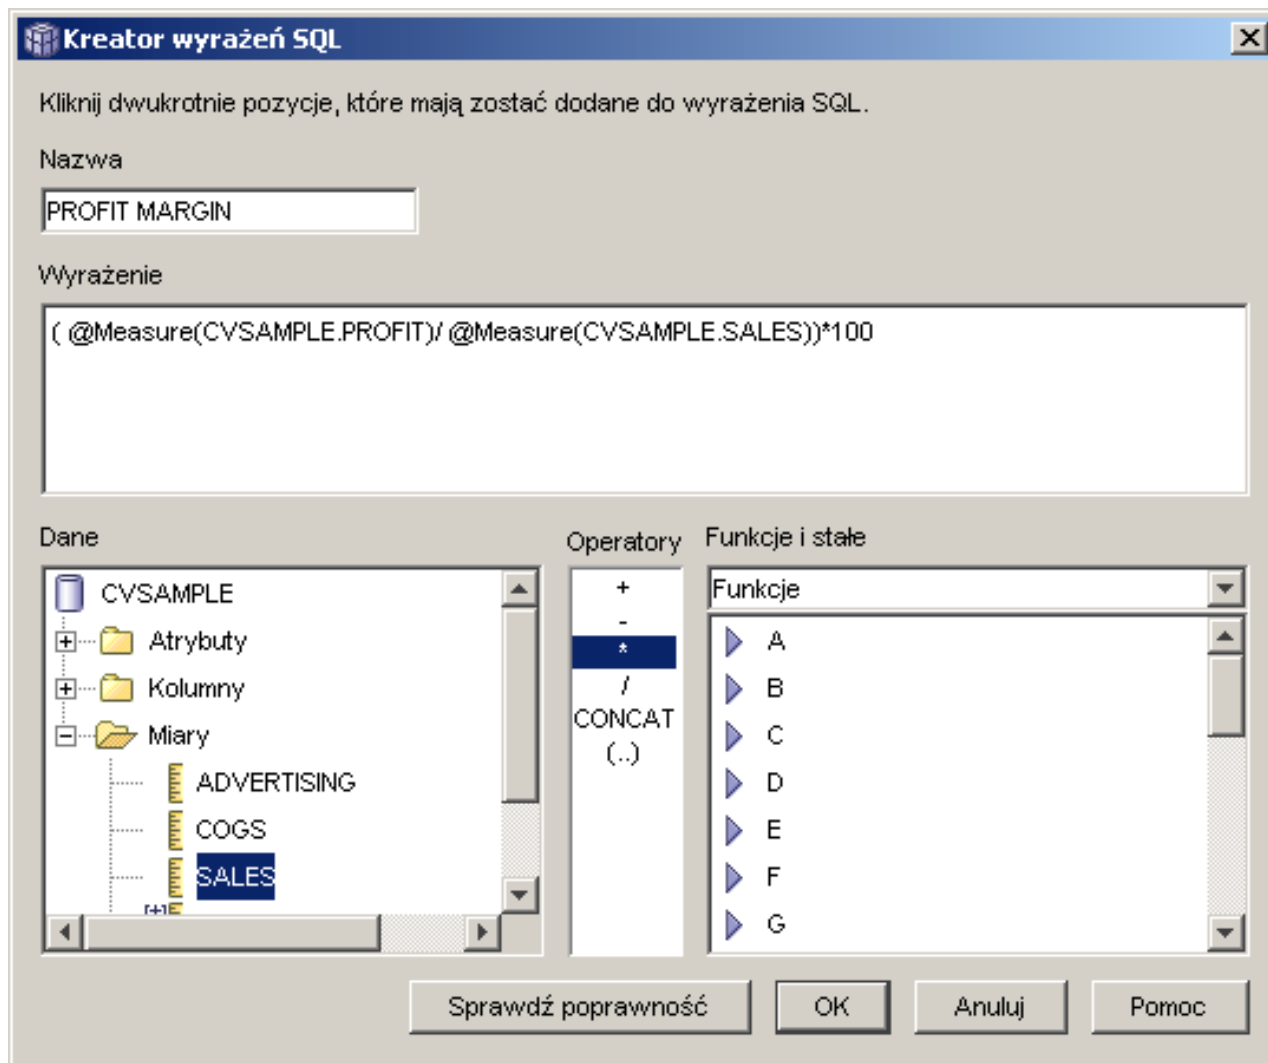 Kreator wyrażeń SQL
Kliknij dwukrotnie pozycje, które mają zostać dodane do wyrażenia SQL.
Nazwa
PROFIT MARGIN
Wyrażenie
( @Measure(CVSAMPLE.PROFIT)/ @Measure(CVSAMPLE.SALES))*100
Dane
CVSAMPLE
Atrybuty
Kolumny
Miary
ADVERTISING
COGS
SALES
Operatory
+
-
*
/
CONCAT
(..)
Funkcje i stałe
Funkcje
A
B
C
D
E
F
G
Sprawdź poprawność
OK
Anuluj
Pomoc